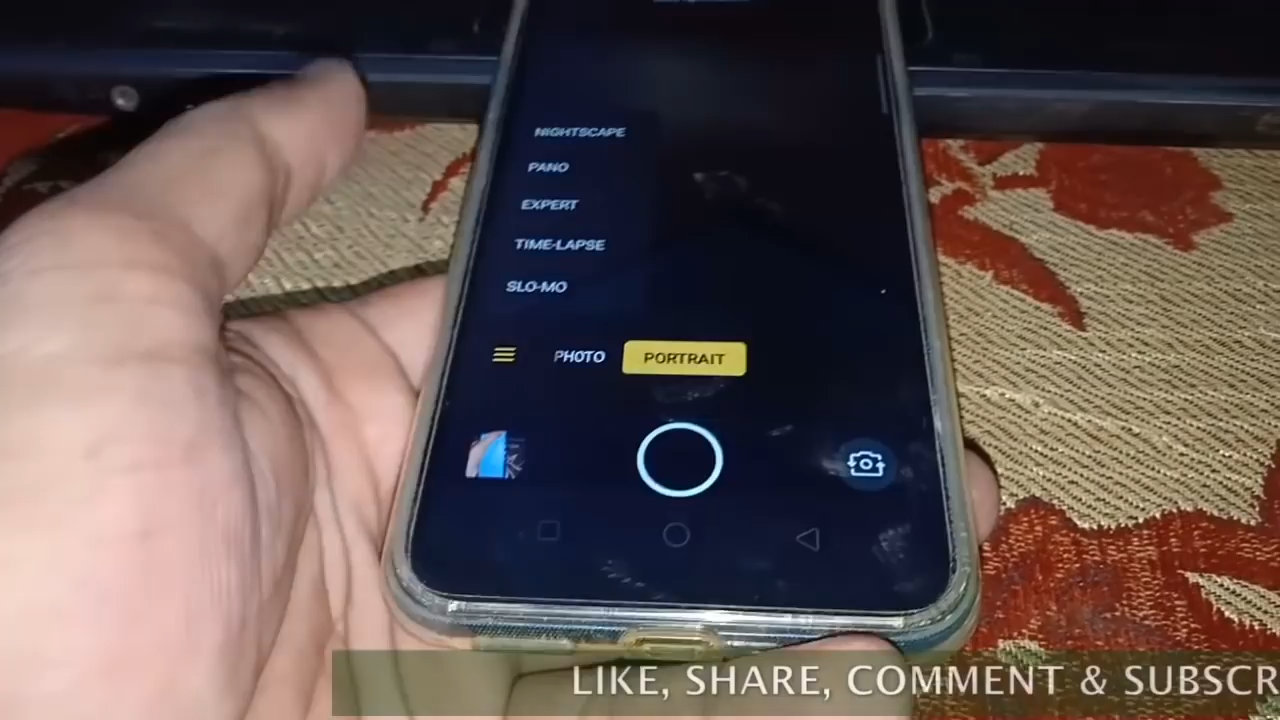 NIGHTSCAPE
PANO
EXPERT
TIME-LAPSE
SLO-MO
PHOTO PORTRAIT
LIKE, SHARE, COMMENT & SUBSCR